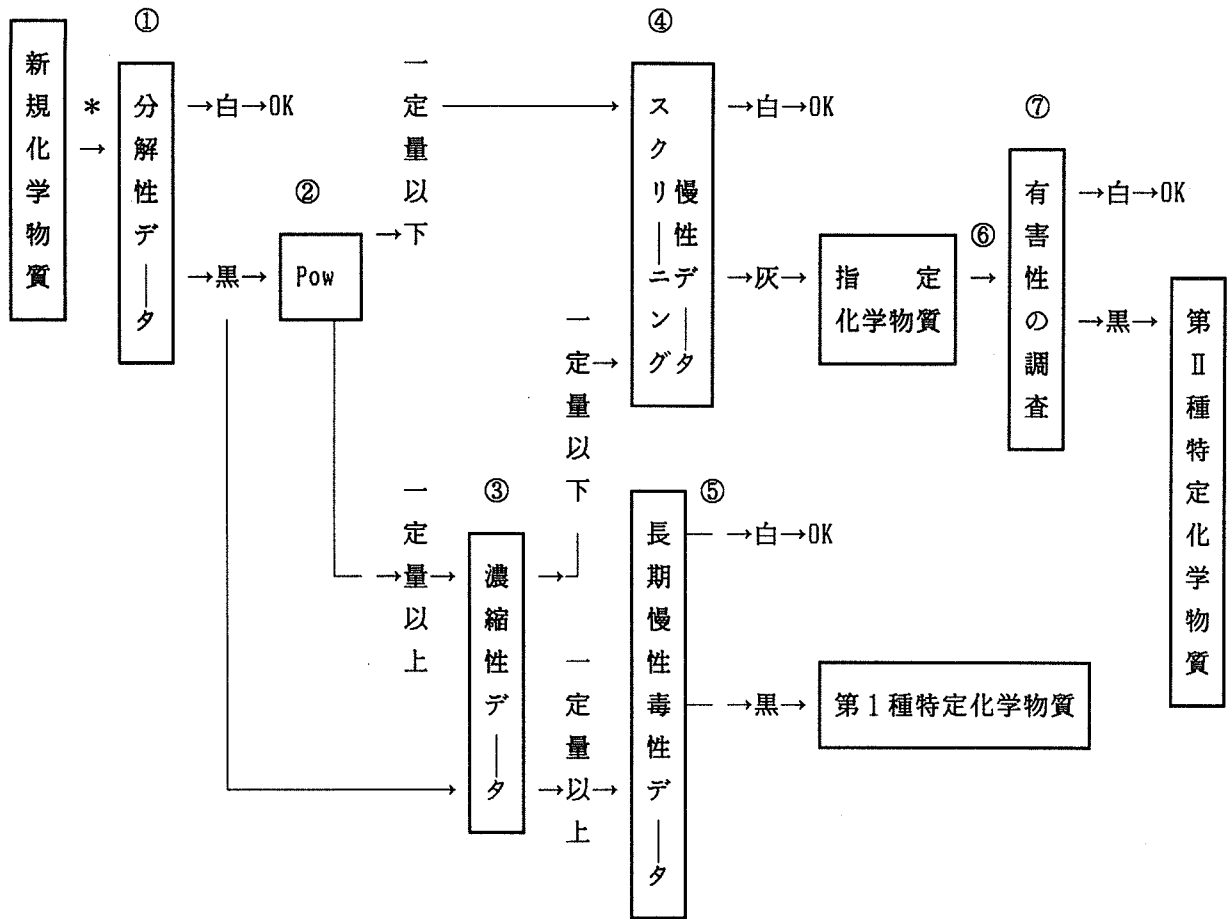 ①
新規化学物質
*
→
分解性データ
→白→OK
→黒→
②
Pow
→
一定量以下
→
④
スクリーニング
慢性データ
→白→OK
→灰→
指定
化学物質
⑥
→
⑦
有害性の調査
→白→OK
→黒→
第Ⅱ種特定化学物質
→一定量以上→
③
濃縮性データ
→
一定量以下
→
→一定量以上→
⑤
長期慢性毒性データ
→白→OK
→黒→
第1種特定化学物質